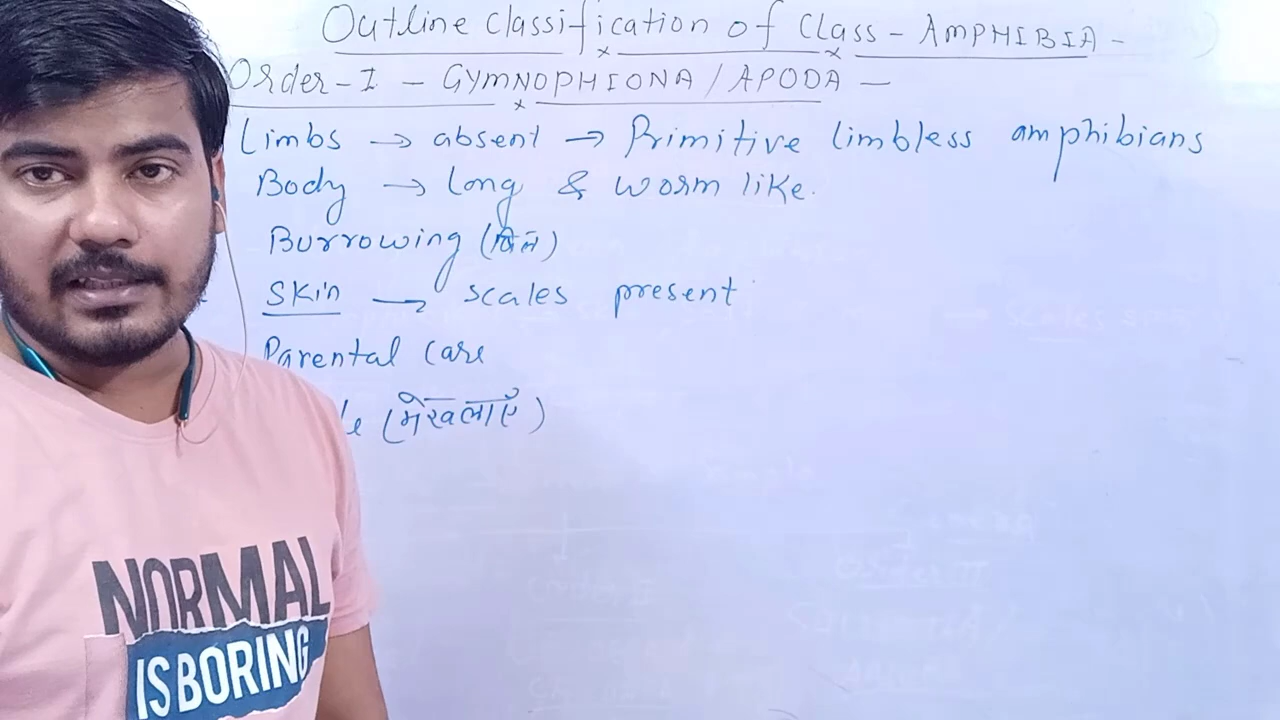 Outline Classification of Class - AMPHIBIA -
Order-I - GYMNOPHIONA / APODA -
Limbs → absent → Primitive limbless amphibians
Body → Long & worm like.
Burrowing
Skin → scales present
Parental Care
(मेखलाएँ)
NORMAL
IS BORING